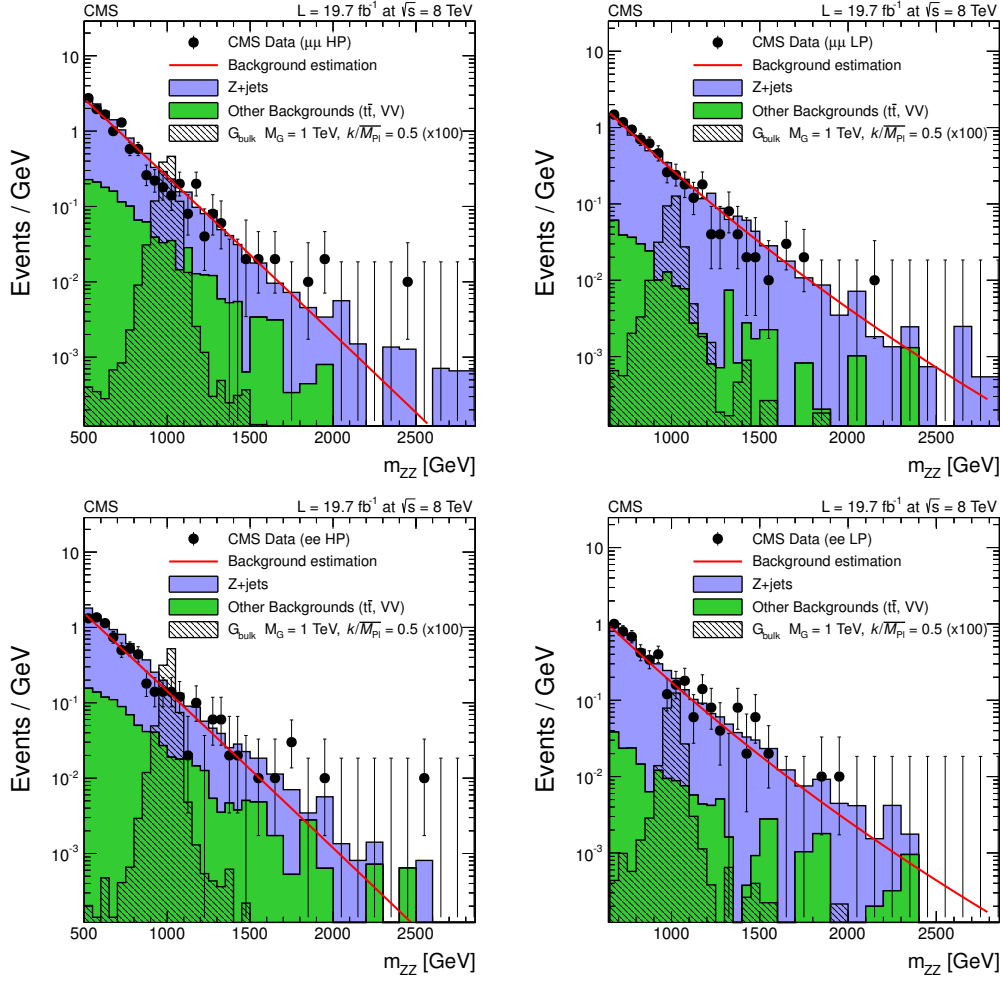 CMS L = 19.7 fb⁻¹ at √s = 8 TeV
Events / GeV
10
1
10⁻¹
10⁻²
10⁻³
CMS Data (μμ HP)
Background estimation
Z+jets
Other Backgrounds (tt̄, VV)
G_bulk M_G = 1 TeV, k/M̅_Pl = 0.5 (x100)
500 1000 1500 2000 2500
m_ZZ [GeV]
CMS L = 19.7 fb⁻¹ at √s = 8 TeV
Events / GeV
10
1
10⁻¹
10⁻²
10⁻³
CMS Data (μμ LP)
Background estimation
Z+jets
Other Backgrounds (tt̄, VV)
G_bulk M_G = 1 TeV, k/M̅_Pl = 0.5 (x100)
1000 1500 2000 2500
m_ZZ [GeV]
CMS L = 19.7 fb⁻¹ at √s = 8 TeV
Events / GeV
10
1
10⁻¹
10⁻²
10⁻³
CMS Data (ee HP)
Background estimation
Z+jets
Other Backgrounds (tt̄, VV)
G_bulk M_G = 1 TeV, k/M̅_Pl = 0.5 (x100)
500 1000 1500 2000 2500
m_ZZ [GeV]
CMS L = 19.7 fb⁻¹ at √s = 8 TeV
Events / GeV
10
1
10⁻¹
10⁻²
10⁻³
CMS Data (ee LP)
Background estimation
Z+jets
Other Backgrounds (tt̄, VV)
G_bulk M_G = 1 TeV, k/M̅_Pl = 0.5 (x100)
1000 1500 2000 2500
m_ZZ [GeV]